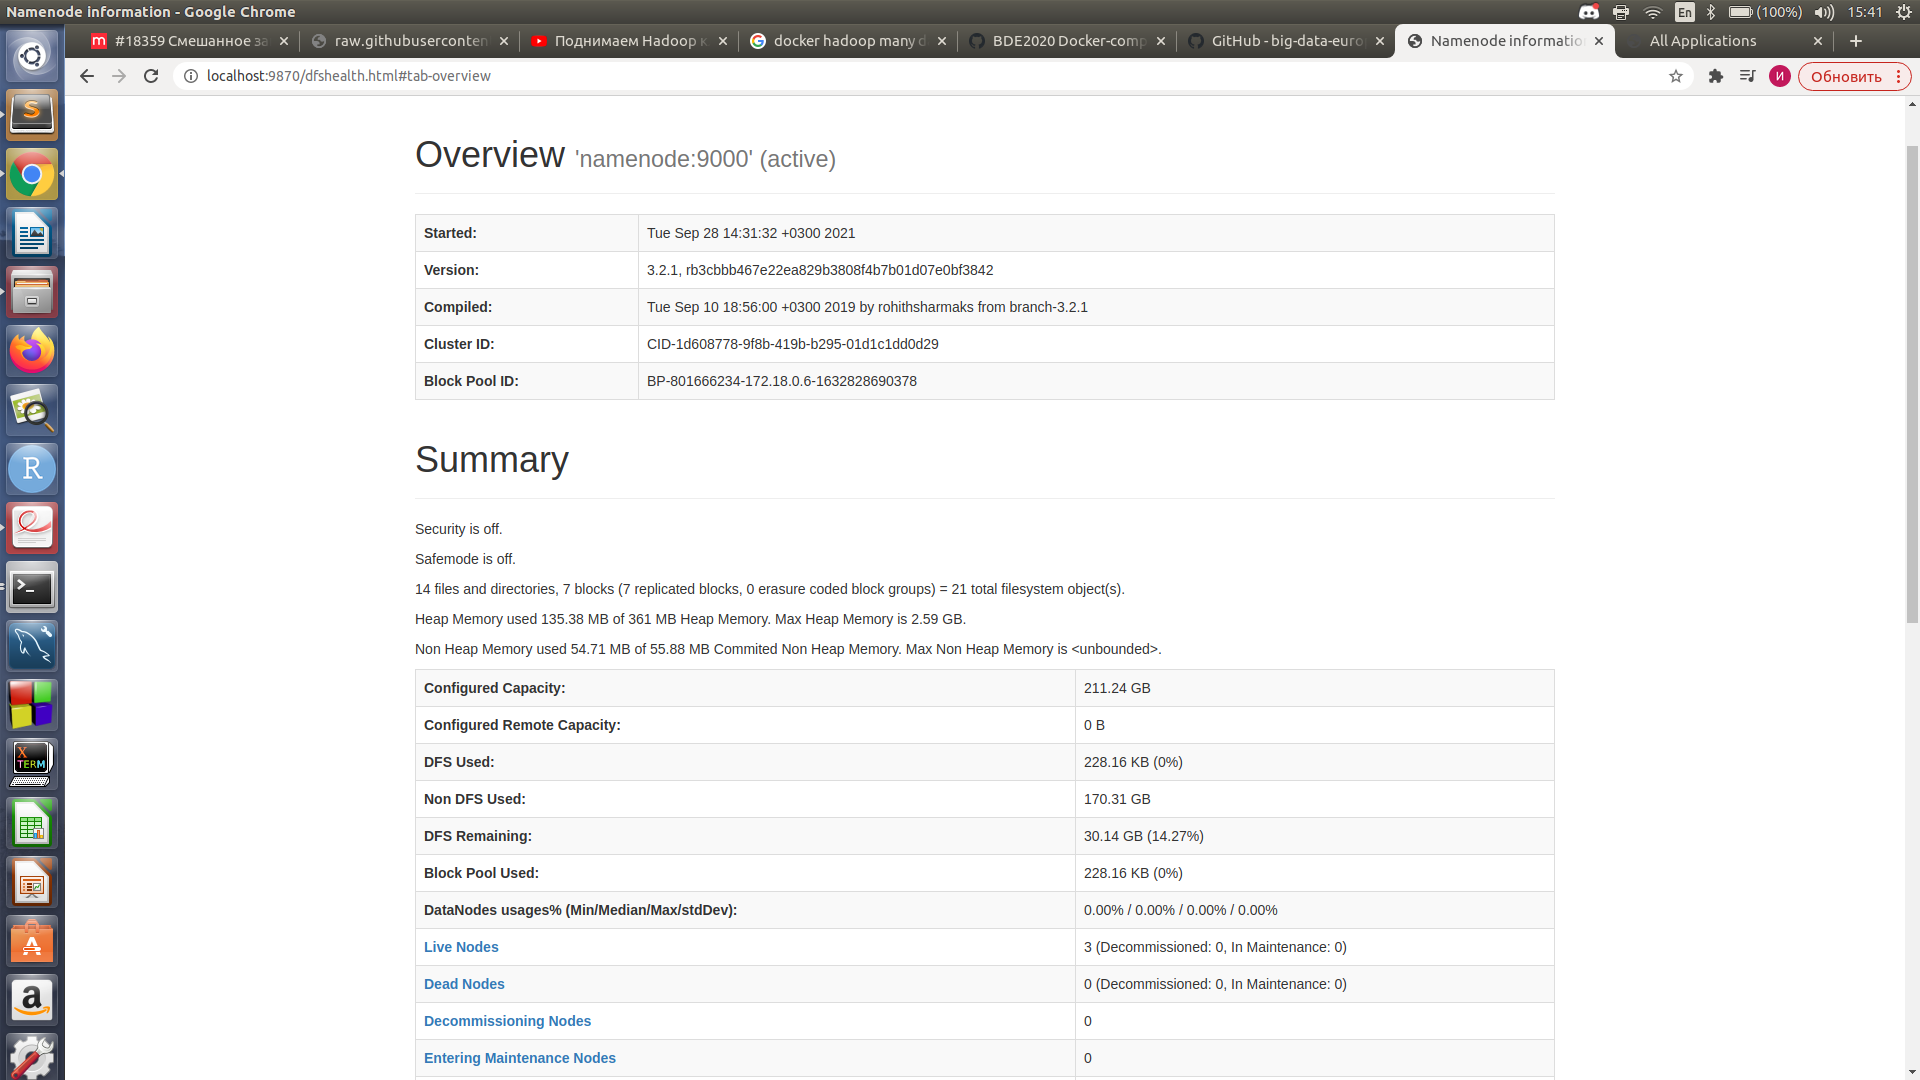 Namenode information - Google Chrome
En (100%) 15:41
#18359 Смешанное за
raw.githubuserconten
Поднимаем Hadoop к
docker hadoop many d
BDE2020 Docker-comp
GitHub - big-data-euro
Namenode informatio
All Applications
localhost:9870/dfshealth.html#tab-overview
И
Обновить
Overview 'namenode:9000' (active)
Started: Tue Sep 28 14:31:32 +0300 2021
Version: 3.2.1, rb3cbbb467e22ea829b3808f4b7b01d07e0bf3842
Compiled: Tue Sep 10 18:56:00 +0300 2019 by rohithsharmaks from branch-3.2.1
Cluster ID: CID-1d608778-9f8b-419b-b295-01d1c1dd0d29
Block Pool ID: BP-801666234-172.18.0.6-1632828690378
Summary
Security is off.
Safemode is off.
14 files and directories, 7 blocks (7 replicated blocks, 0 erasure coded block groups) = 21 total filesystem object(s).
Heap Memory used 135.38 MB of 361 MB Heap Memory. Max Heap Memory is 2.59 GB.
Non Heap Memory used 54.71 MB of 55.88 MB Commited Non Heap Memory. Max Non Heap Memory is <unbounded>.
Configured Capacity: 211.24 GB
Configured Remote Capacity: 0 B
DFS Used: 228.16 KB (0%)
Non DFS Used: 170.31 GB
DFS Remaining: 30.14 GB (14.27%)
Block Pool Used: 228.16 KB (0%)
DataNodes usages% (Min/Median/Max/stdDev): 0.00% / 0.00% / 0.00% / 0.00%
Live Nodes 3 (Decommissioned: 0, In Maintenance: 0)
Dead Nodes 0 (Decommissioned: 0, In Maintenance: 0)
Decommissioning Nodes 0
Entering Maintenance Nodes 0
S
R
X
TERM
A
a